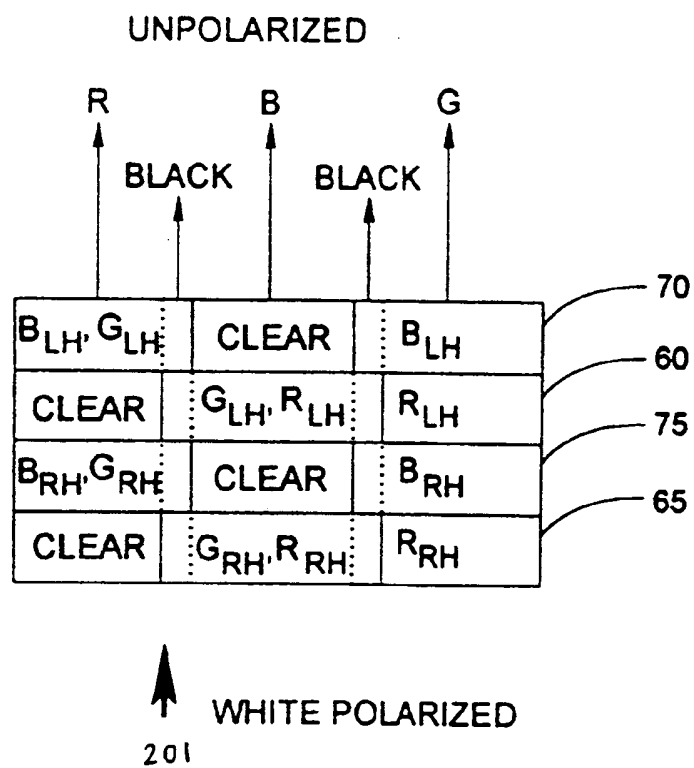 UNPOLARIZED
R B G
BLACK BLACK
B_LH, G_LH CLEAR B_LH 70
CLEAR G_LH, R_LH R_LH 60
B_RH, G_RH CLEAR B_RH 75
CLEAR G_RH, R_RH R_RH 65
WHITE POLARIZED
201